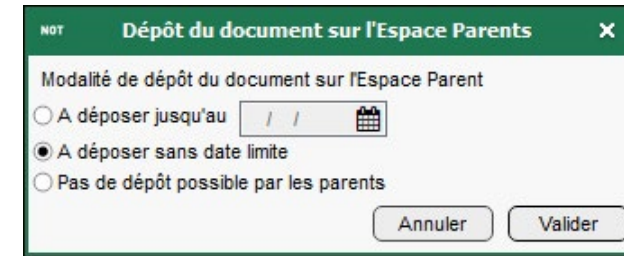 NOT Dépôt du document sur l'Espace Parents
Modalité de dépôt du document sur l'Espace Parent
A déposer jusqu'au / /
A déposer sans date limite
Pas de dépôt possible par les parents
Annuler Valider